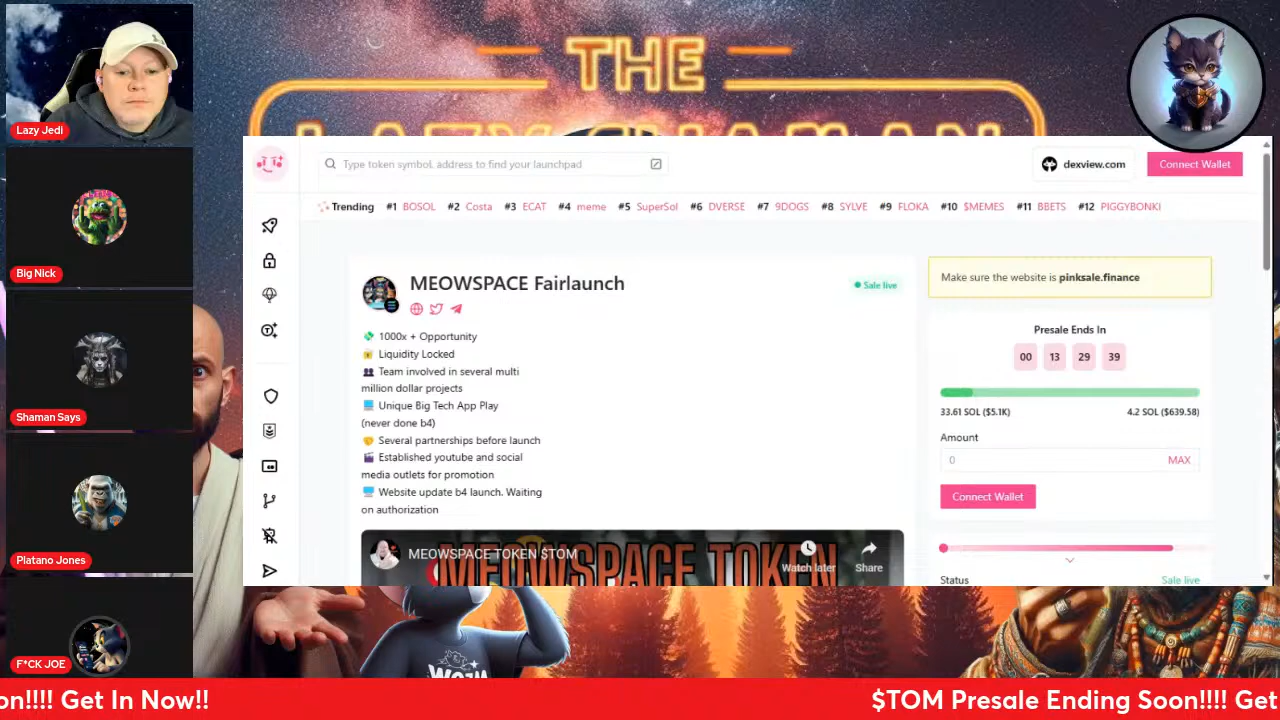 THE
LAZY SHAMAN
Lazy Jedi
Big Nick
Shaman Says
Platano Jones
F*CK JOE
Type token symbol, address to find your launchpad
dexview.com
Connect Wallet
Trending #1 BOSOL #2 Costa #3 ECAT #4 meme #5 SuperSol #6 DVERSE #7 9DOGS #8 SYLVE #9 FLOKA #10 $MEMES #11 BBETS #12 PIGGYBONKI
MEOWSPACE Fairlaunch
Sale live
1000x + Opportunity
Liquidity Locked
Team involved in several multi
million dollar projects
Unique Big Tech App Play
(never done b4)
Several partnerships before launch
Established youtube and social
media outlets for promotion
Website update b4 launch. Waiting
on authorization
MEOWSPACE TOKEN $TOM
MEOWSPACE TOKEN
Watch later
Share
Make sure the website is pinksale.finance
Presale Ends In
00 13 29 39
33.61 SOL ($5.1K) 4.2 SOL ($639.58)
Amount
0 MAX
Connect Wallet
Status Sale live
on!!!! Get In Now!! $TOM Presale Ending Soon!!!! Get